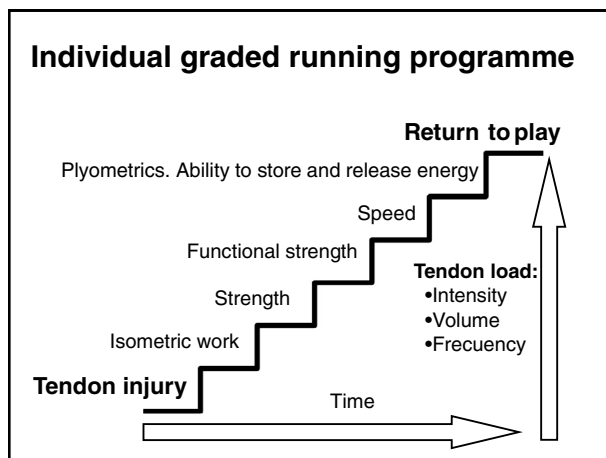 Individual graded running programme
Return to play
Plyometrics. Ability to store and release energy
Speed
Functional strength
Strength
Isometric work
Tendon injury
Tendon load:
•Intensity
•Volume
•Frecuency
Time